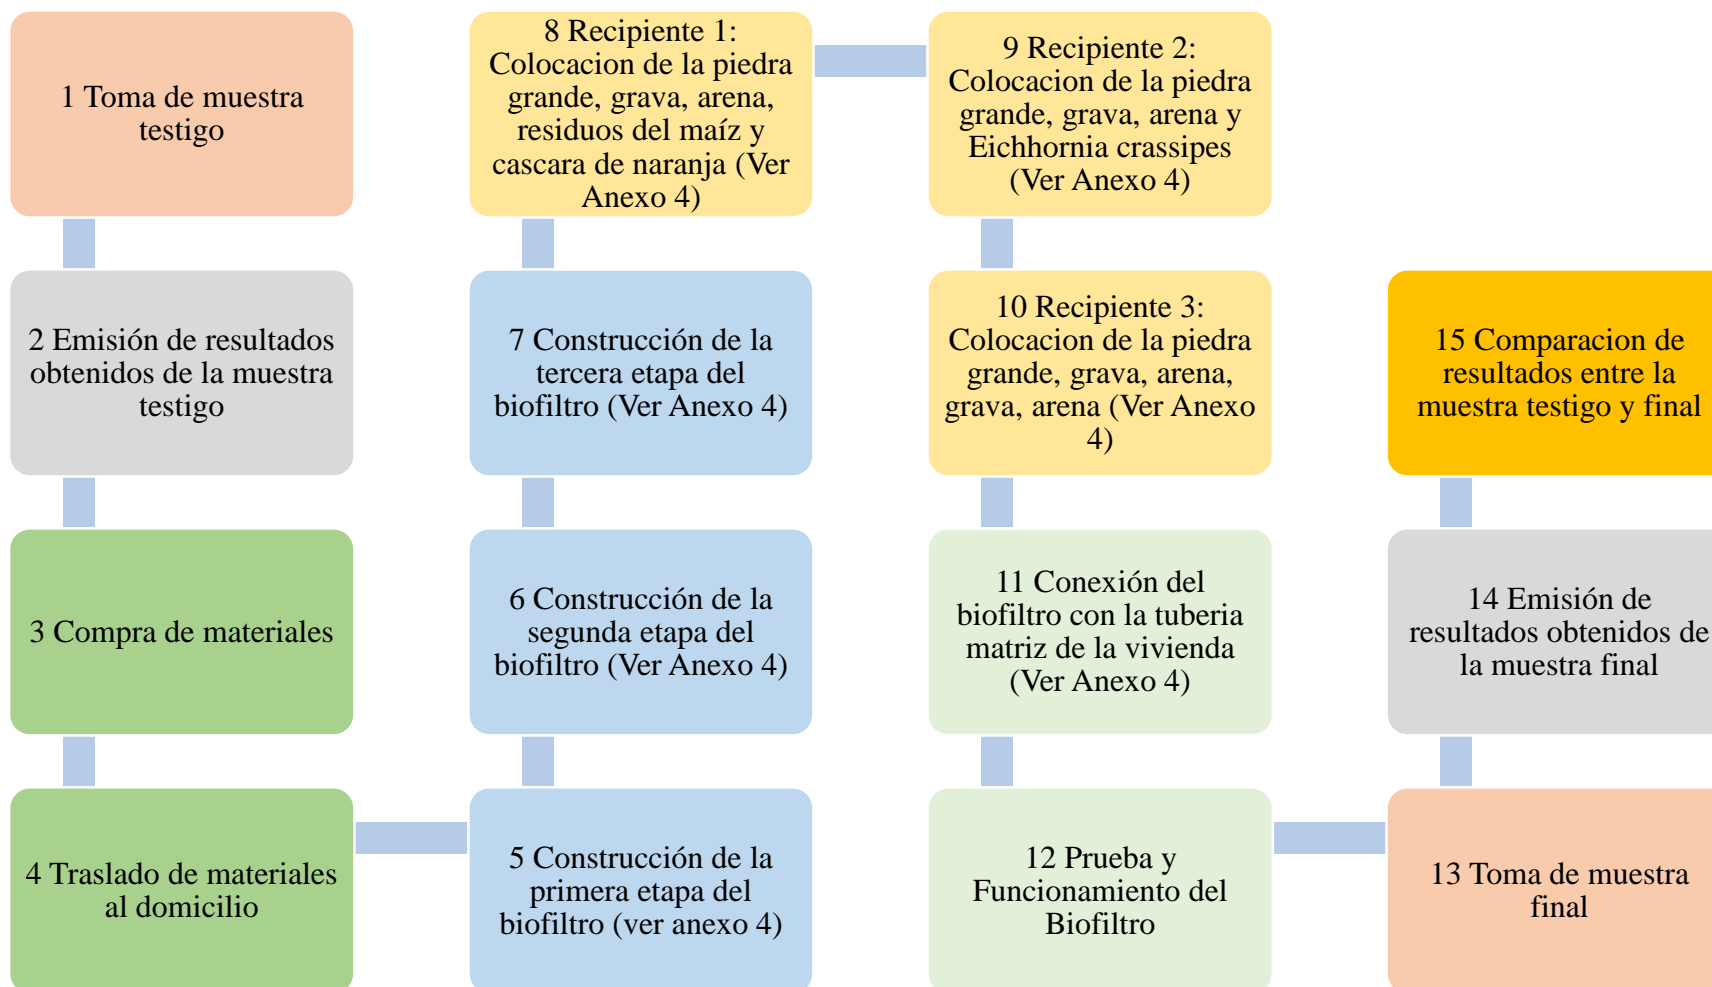 1 Toma de muestra
testigo
2 Emisión de resultados
obtenidos de la muestra
testigo
3 Compra de materiales
4 Traslado de materiales
al domicilio
5 Construcción de la
primera etapa del
biofiltro (ver anexo 4)
6 Construcción de la
segunda etapa del
biofiltro (Ver Anexo 4)
7 Construcción de la
tercera etapa del
biofiltro (Ver Anexo 4)
8 Recipiente 1:
Colocacion de la piedra
grande, grava, arena,
residuos del maíz y
cascara de naranja (Ver
Anexo 4)
9 Recipiente 2:
Colocacion de la piedra
grande, grava, arena y
Eichhornia crassipes
(Ver Anexo 4)
10 Recipiente 3:
Colocacion de la piedra
grande, grava, arena,
grava, arena (Ver Anexo
4)
11 Conexión del
biofiltro con la tuberia
matriz de la vivienda
(Ver Anexo 4)
12 Prueba y
Funcionamiento del
Biofiltro
13 Toma de muestra
final
14 Emisión de
resultados obtenidos de
la muestra final
15 Comparacion de
resultados entre la
muestra testigo y final